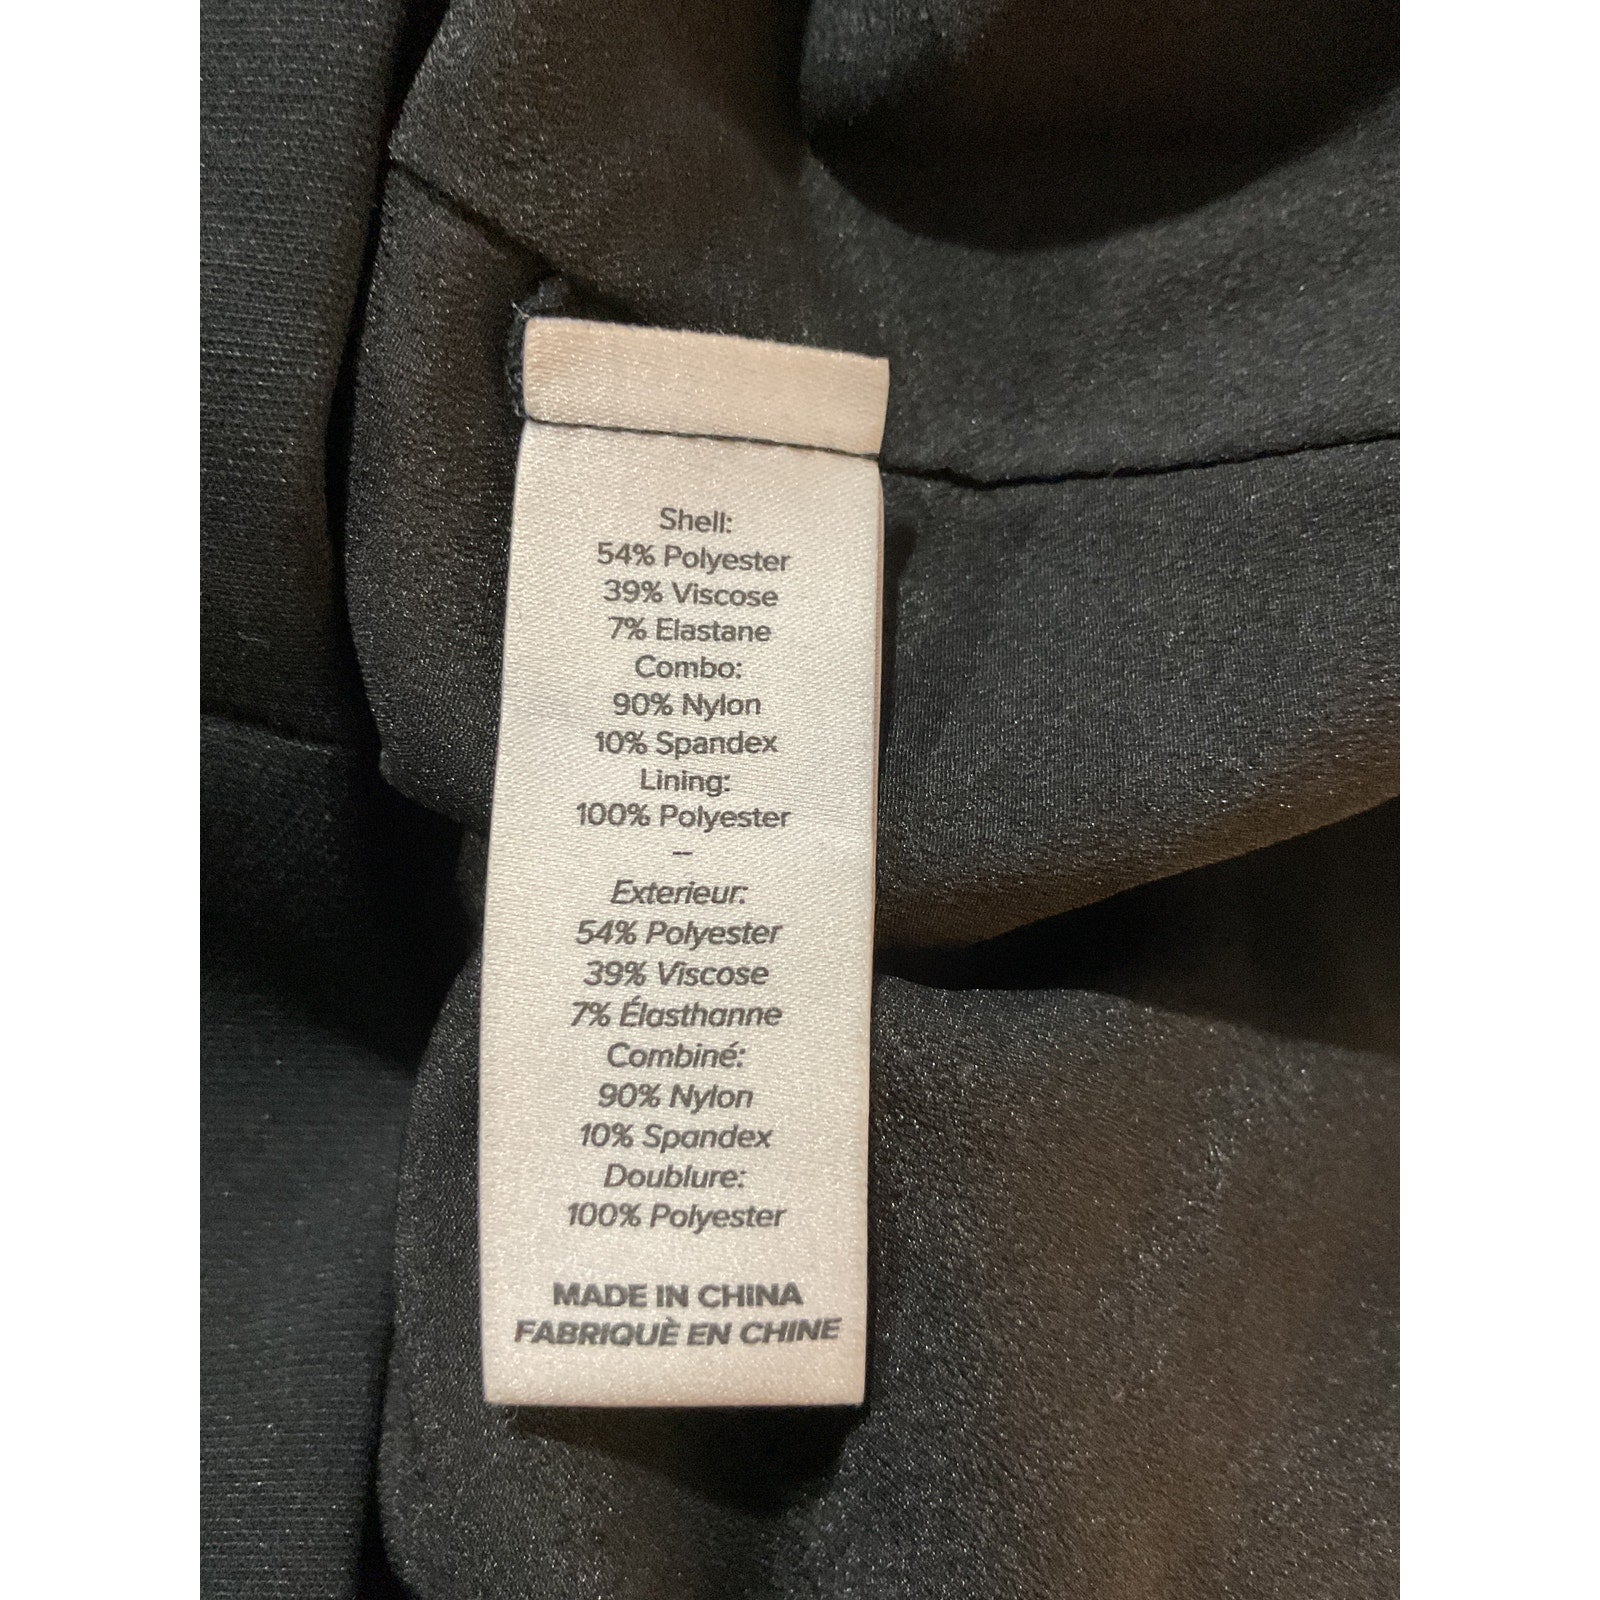 Shell:
54% Polyester
39% Viscose
7% Elastane
Combo:
90% Nylon
10% Spandex
Lining:
100% Polyester
–
Exterieur:
54% Polyester
39% Viscose
7% Élasthanne
Combiné:
90% Nylon
10% Spandex
Doublure:
100% Polyester
MADE IN CHINA
FABRIQUÈ EN CHINE